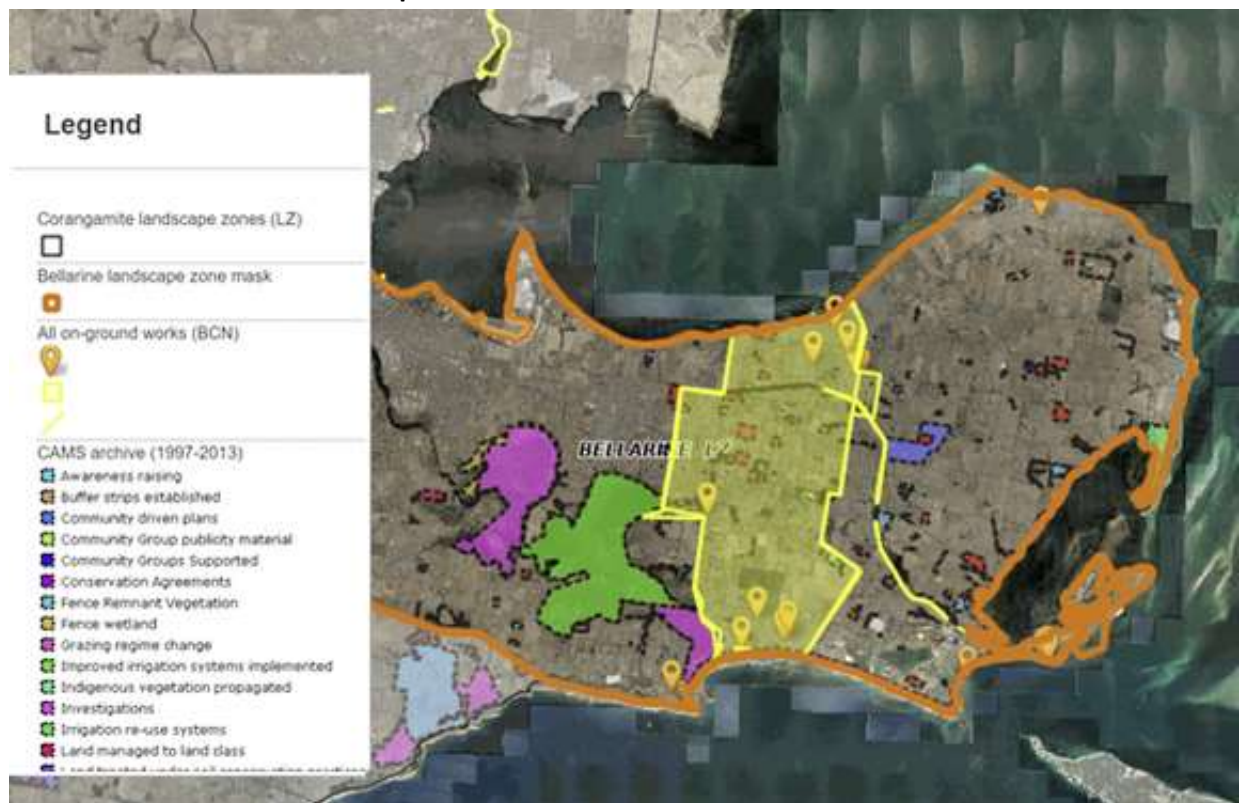 Legend
Corangamite landscape zones (LZ)
Bellarine landscape zone mask
All on-ground works (BCN)
CAMS archive (1997-2013)
Awareness raising
Buffer strips established
Community driven plans
Community Group publicity material
Community Groups Supported
Conservation Agreements
Fence Remnant Vegetation
Fence wetland
Grazing regime change
Improved irrigation systems implemented
Indigenous vegetation propagated
Investigations
Irrigation re-use systems
Land managed to land class
BELLARINE LZ